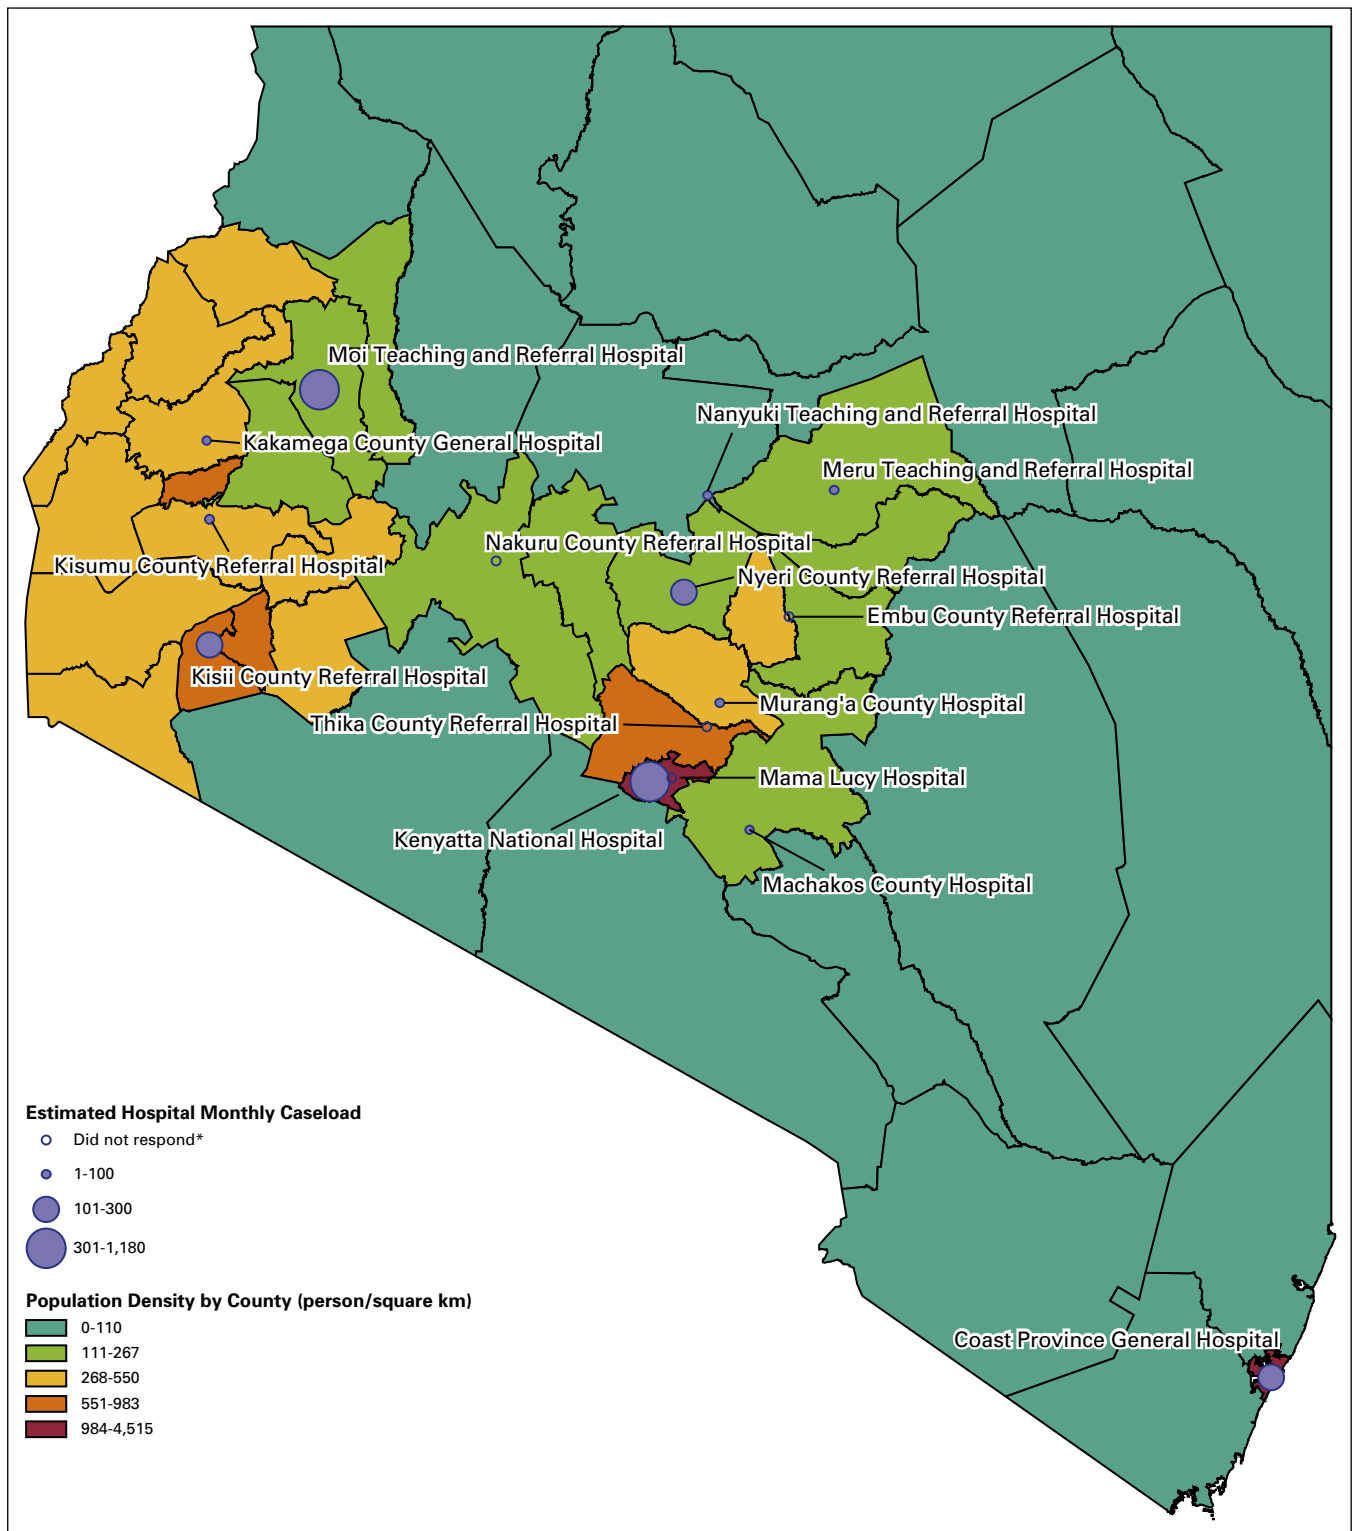 Moi Teaching and Referral Hospital
Nanyuki Teaching and Referral Hospital
Kakamega County General Hospital
Meru Teaching and Referral Hospital
Nakuru County Referral Hospital
Kisumu County Referral Hospital
Nyeri County Referral Hospital
Embu County Referral Hospital
Kisii County Referral Hospital
Murang'a County Hospital
Thika County Referral Hospital
Mama Lucy Hospital
Kenyatta National Hospital
Machakos County Hospital
Estimated Hospital Monthly Caseload
Did not respond*
1-100
101-300
301-1,180
Population Density by County (person/square km)
0-110
111-267
268-550
551-983
984-4,515
Coast Province General Hospital